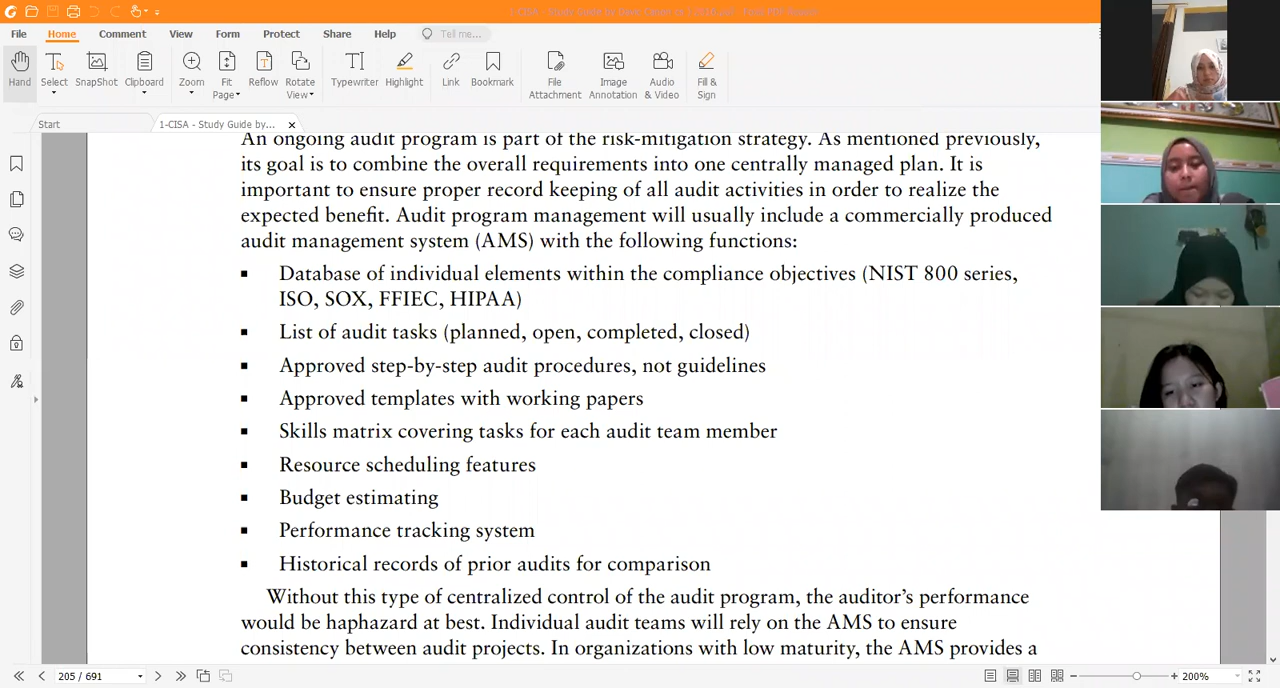 File Home Comment View Form Protect Share Help Tell me...
Hand Select SnapShot Clipboard Zoom Fit Page Reflow Rotate View Typewriter Highlight Link Bookmark File Attachment Image Annotation Audio & Video Fill & Sign
Start 1-CISA - Study Guide by...
An ongoing audit program is part of the risk-mitigation strategy. As mentioned previously,
its goal is to combine the overall requirements into one centrally managed plan. It is
important to ensure proper record keeping of all audit activities in order to realize the
expected benefit. Audit program management will usually include a commercially produced
audit management system (AMS) with the following functions:
▪ Database of individual elements within the compliance objectives (NIST 800 series,
ISO, SOX, FFIEC, HIPAA)
▪ List of audit tasks (planned, open, completed, closed)
▪ Approved step-by-step audit procedures, not guidelines
▪ Approved templates with working papers
▪ Skills matrix covering tasks for each audit team member
▪ Resource scheduling features
▪ Budget estimating
▪ Performance tracking system
▪ Historical records of prior audits for comparison
Without this type of centralized control of the audit program, the auditor's performance
would be haphazard at best. Individual audit teams will rely on the AMS to ensure
consistency between audit projects. In organizations with low maturity, the AMS provides a
205 / 691 200%